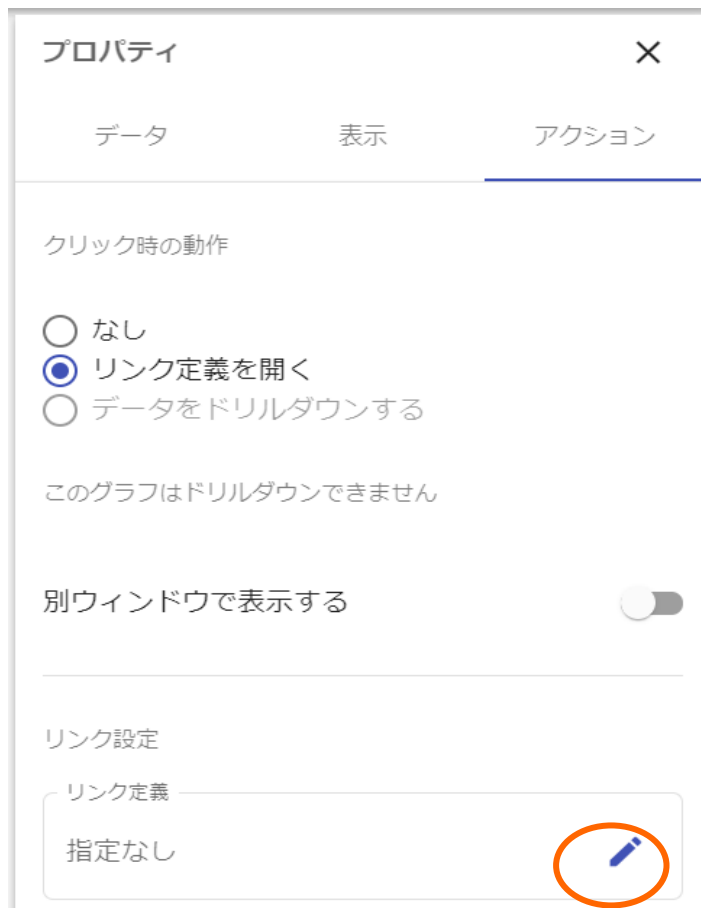 プロパティ
データ 表示 アクション
クリック時の動作
なし
リンク定義を開く
データをドリルダウンする
このグラフはドリルダウンできません
別ウィンドウで表示する
リンク設定
リンク定義
指定なし